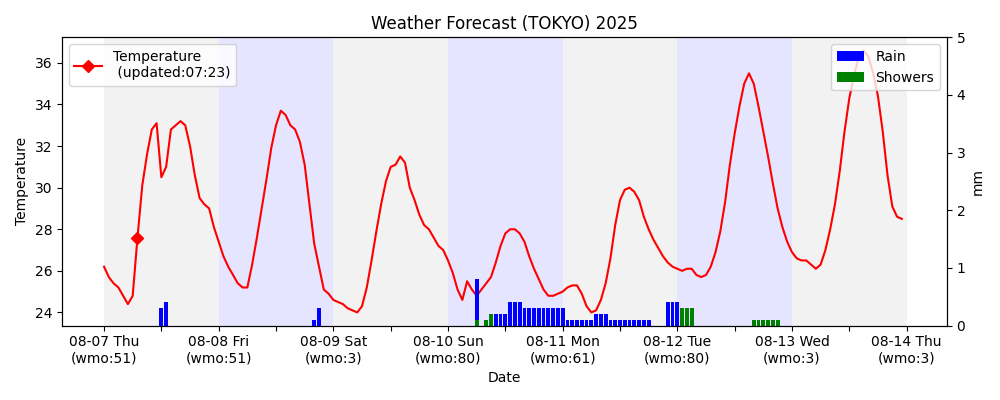 Weather Forecast (TOKYO) 2025
Temperature
(updated:07:23)
Rain
Showers
Temperature
36
34
32
30
28
26
24
5
4
3
2
1
0
mm
08-07 Thu
(wmo:51)
08-08 Fri
(wmo:51)
08-09 Sat
(wmo:3)
08-10 Sun
(wmo:80)
08-11 Mon
(wmo:61)
08-12 Tue
(wmo:80)
08-13 Wed
(wmo:3)
08-14 Thu
(wmo:3)
Date